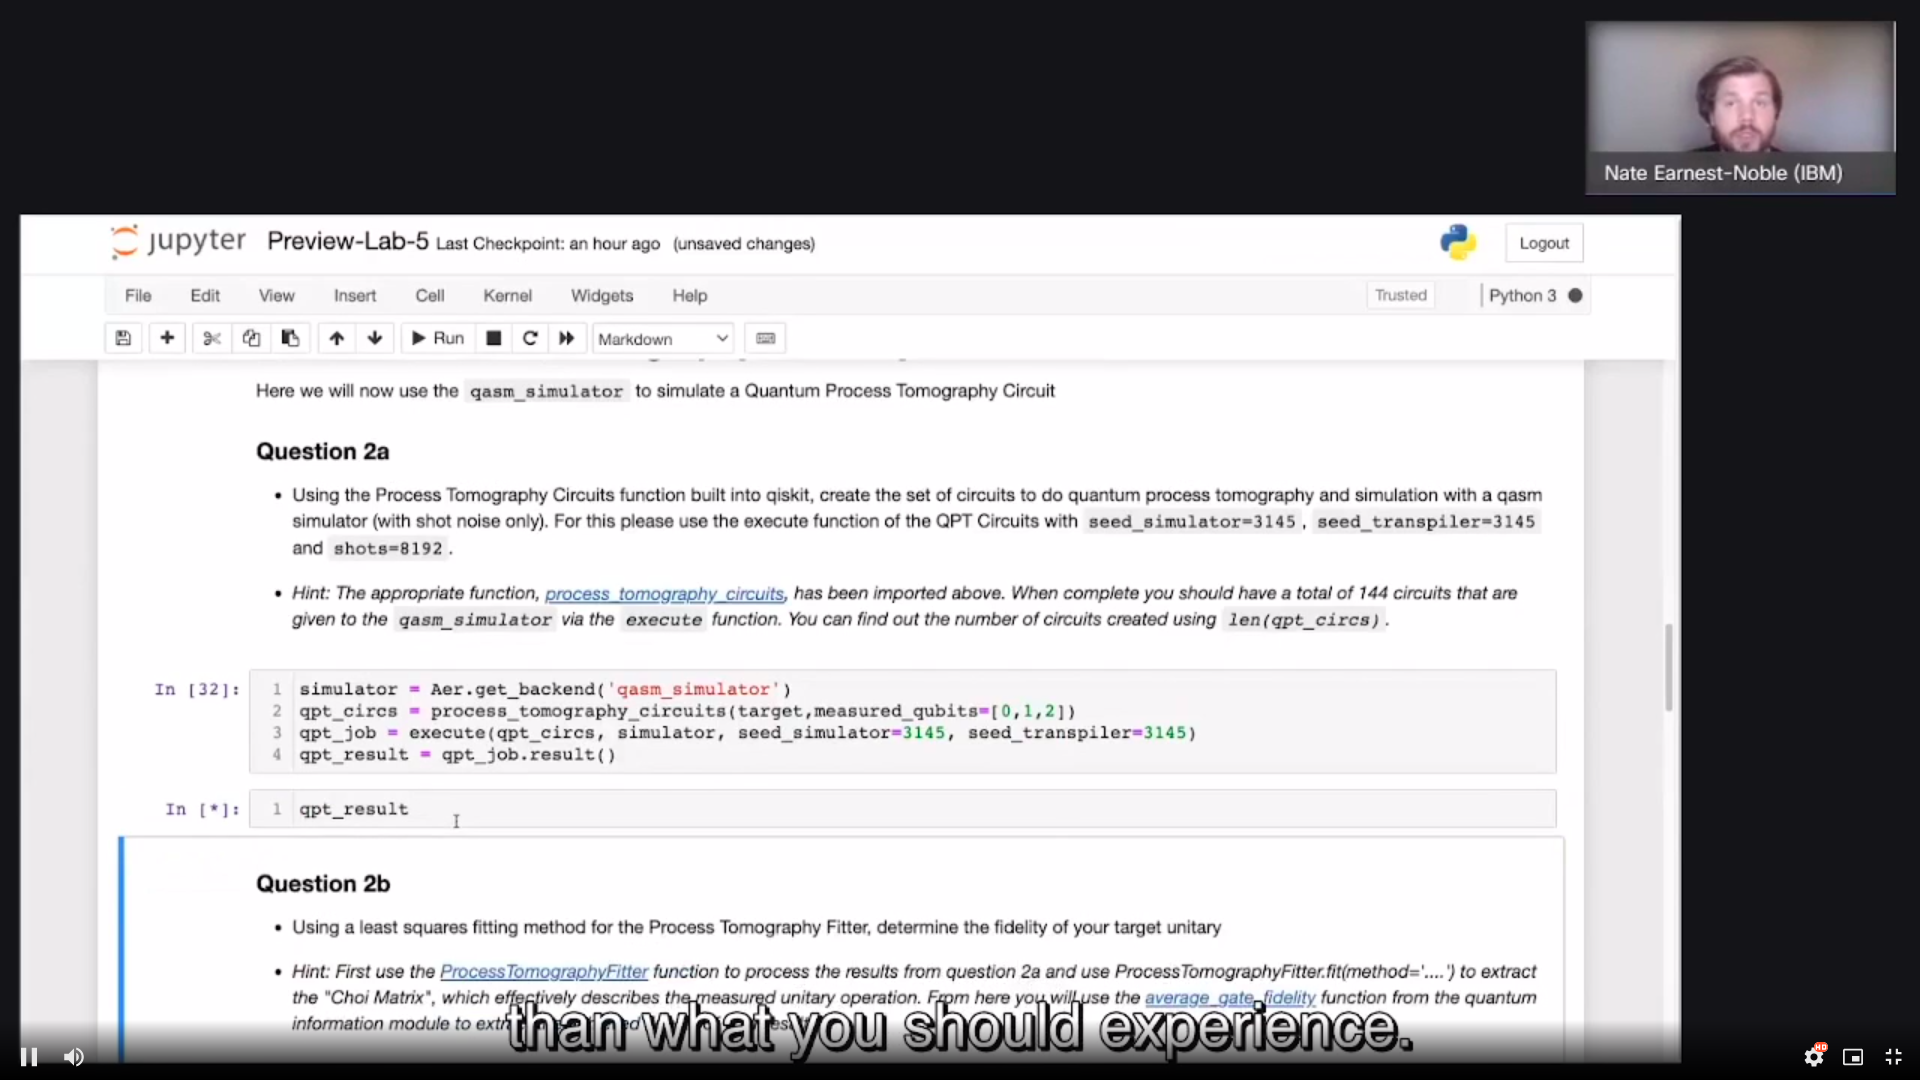 Nate Earnest-Noble (IBM)
jupyter Preview-Lab-5 Last Checkpoint: an hour ago (unsaved changes)
Logout
File Edit View Insert Cell Kernel Widgets Help
Trusted
Python 3
Run
Markdown
Here we will now use the qasm_simulator to simulate a Quantum Process Tomography Circuit
Question 2a
• Using the Process Tomography Circuits function built into qiskit, create the set of circuits to do quantum process tomography and simulation with a qasm
simulator (with shot noise only). For this please use the execute function of the QPT Circuits with seed_simulator=3145, seed_transpiler=3145
and shots=8192.
• Hint: The appropriate function, process_tomography_circuits, has been imported above. When complete you should have a total of 144 circuits that are
given to the qasm_simulator via the execute function. You can find out the number of circuits created using len(qpt_circs).
In [32]:
1 simulator = Aer.get_backend('qasm_simulator')
2 qpt_circs = process_tomography_circuits(target,measured_qubits=[0,1,2])
3 qpt_job = execute(qpt_circs, simulator, seed_simulator=3145, seed_transpiler=3145)
4 qpt_result = qpt_job.result()
In [*]:
1 qpt_result
Question 2b
• Using a least squares fitting method for the Process Tomography Fitter, determine the fidelity of your target unitary
• Hint: First use the ProcessTomographyFitter function to process the results from question 2a and use ProcessTomographyFitter.fit(method='....') to extract
the "Choi Matrix", which effectively describes the measured unitary operation. From here you will use the average_gate_fidelity function from the quantum
information module to
than what you should experience.
HD